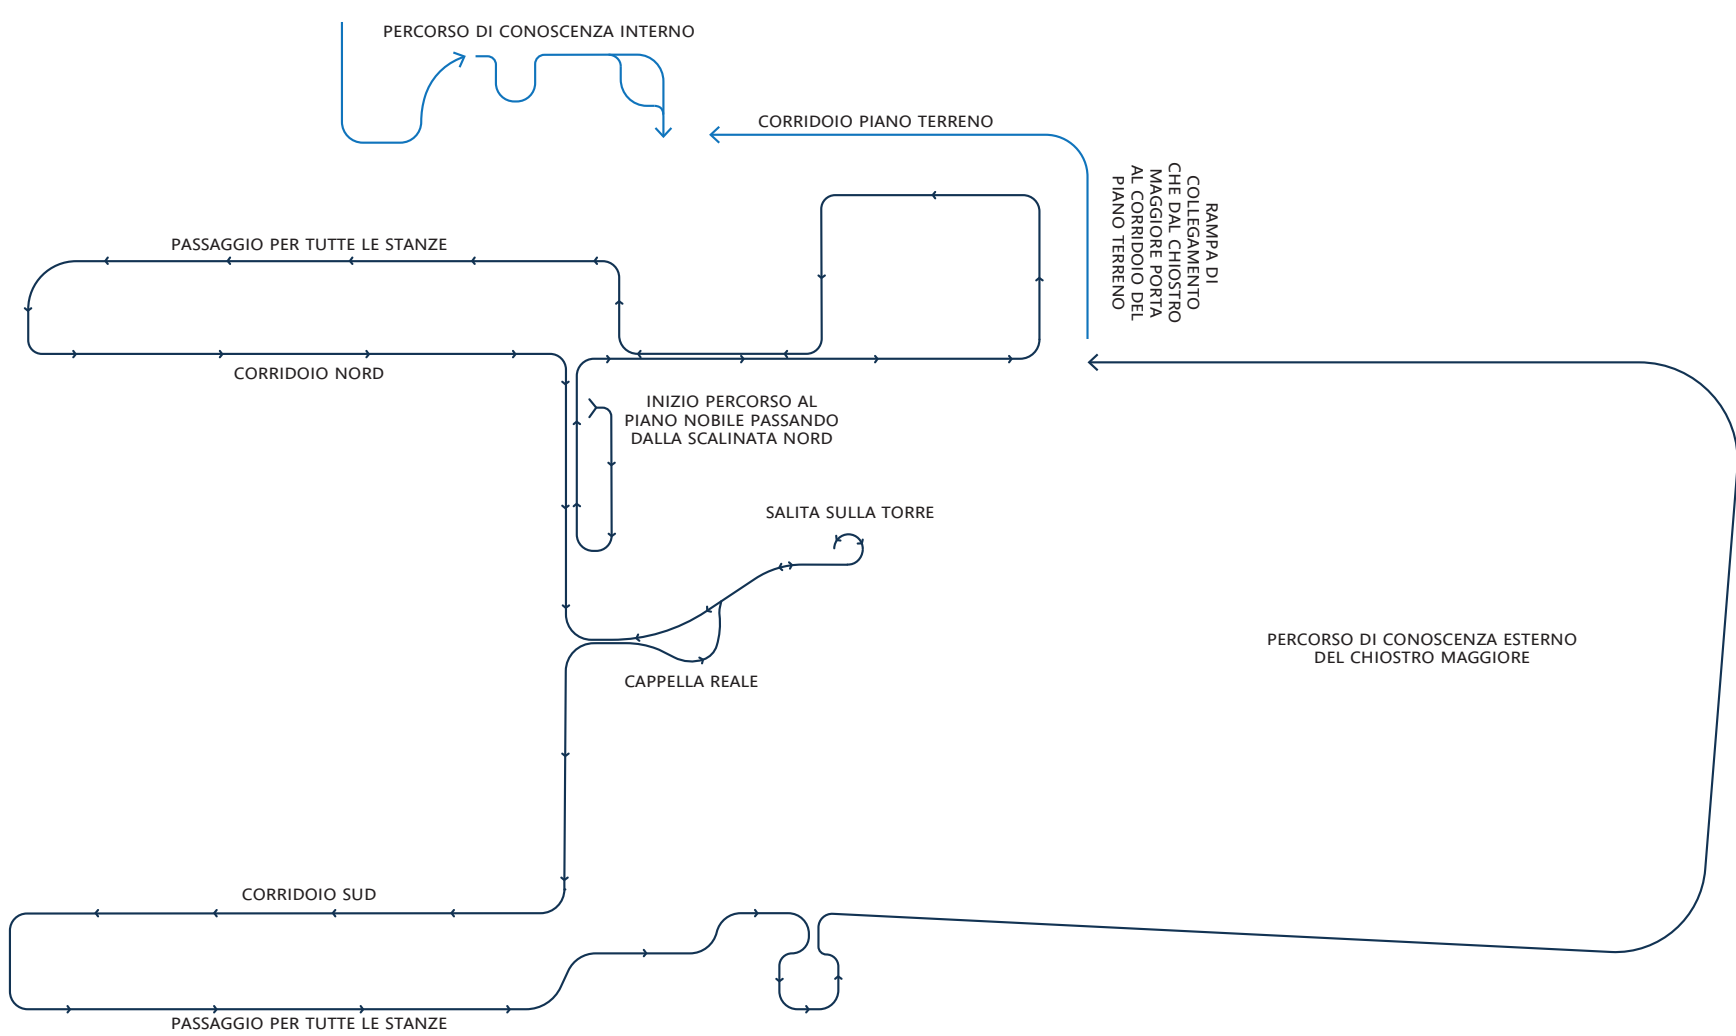 PERCORSO DI CONOSCENZA INTERNO
CORRIDOIO PIANO TERRENO
RAMPA DI
COLLEGAMENTO
CHE DAL CHIOSTRO
MAGGIORE PORTA
AL CORRIDOIO DEL
PIANO TERRENO
PASSAGGIO PER TUTTE LE STANZE
CORRIDOIO NORD
INIZIO PERCORSO AL
PIANO NOBILE PASSANDO
DALLA SCALINATA NORD
SALITA SULLA TORRE
PERCORSO DI CONOSCENZA ESTERNO
DEL CHIOSTRO MAGGIORE
CAPPELLA REALE
CORRIDOIO SUD
PASSAGGIO PER TUTTE LE STANZE